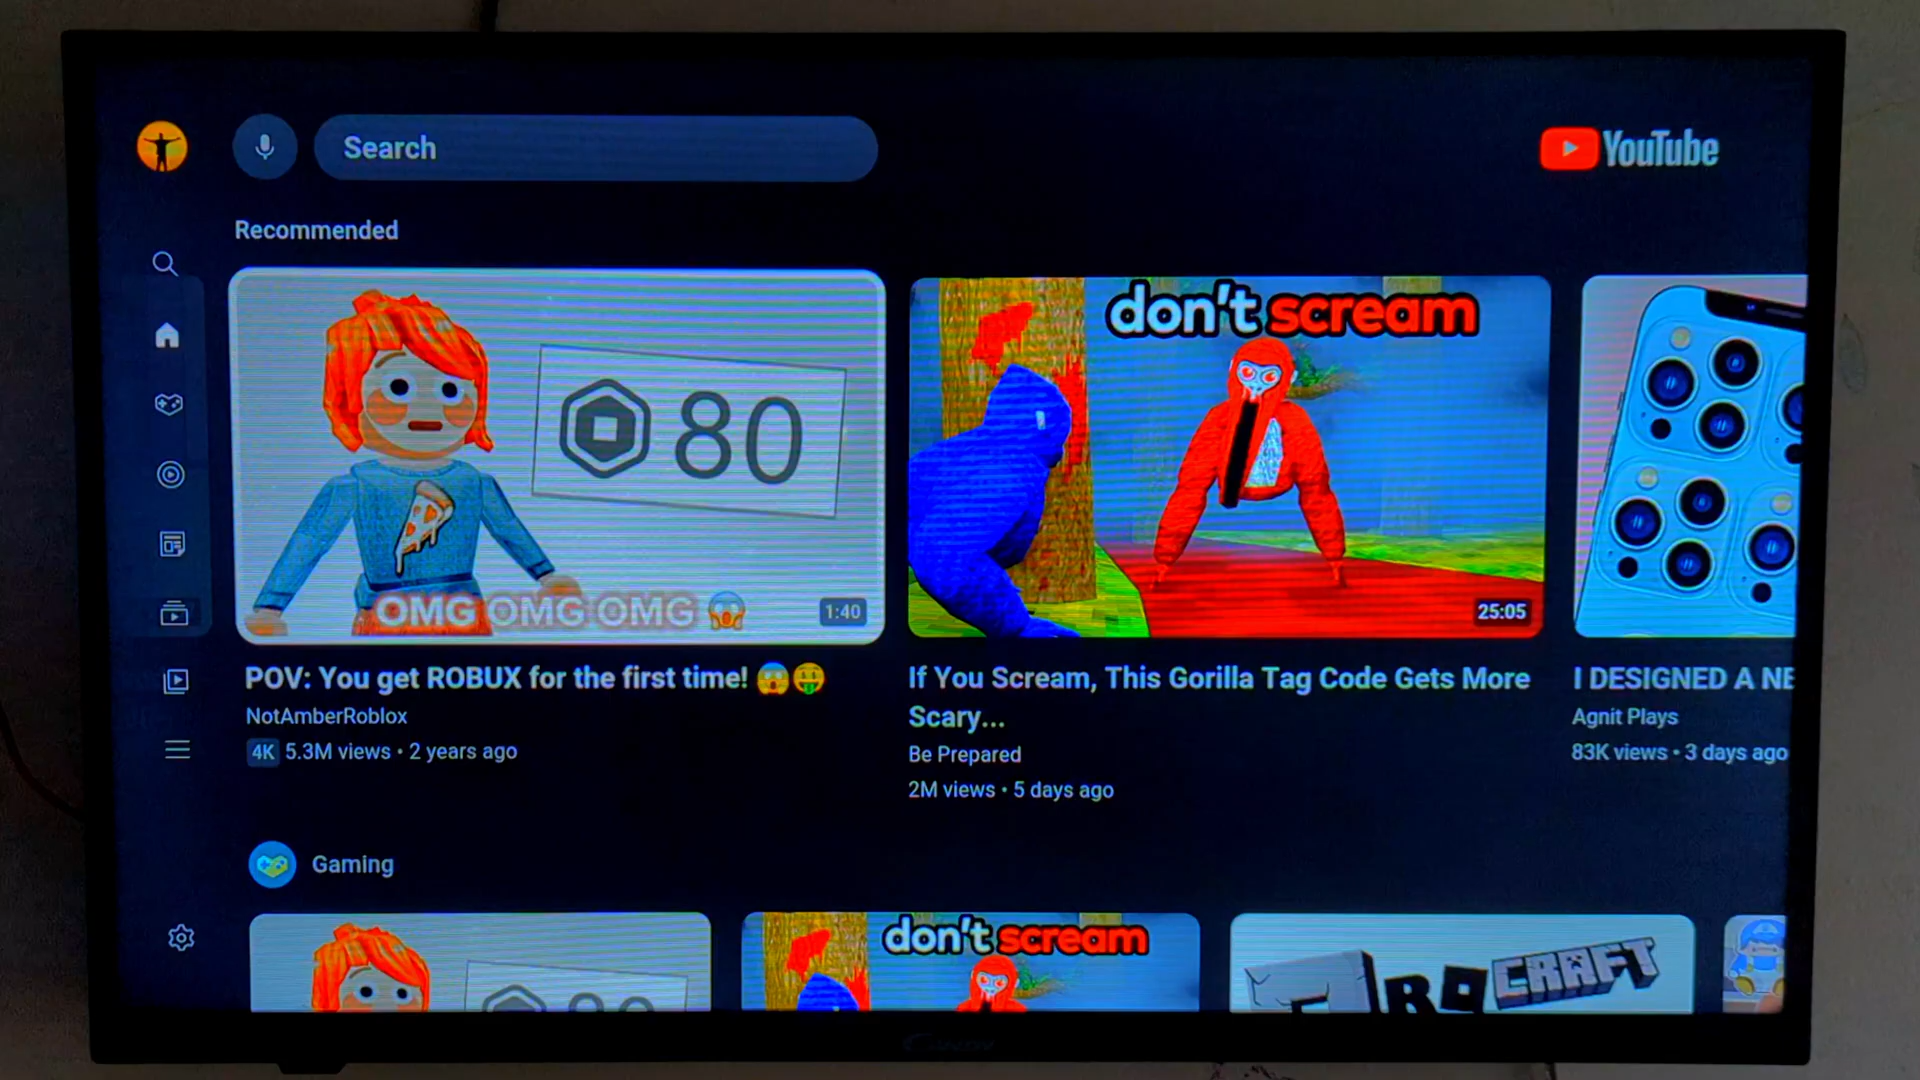 Search
YouTube
Recommended
80
OMG OMG OMG 😱
1:40
don't scream
25:05
POV: You get ROBUX for the first time! 😱🤑
NotAmberRoblox
4K 5.3M views • 2 years ago
If You Scream, This Gorilla Tag Code Gets More
Scary...
Be Prepared
2M views • 5 days ago
I DESIGNED A NE
Agnit Plays
83K views • 3 days ago
Gaming
80
don't scream
CRAFT